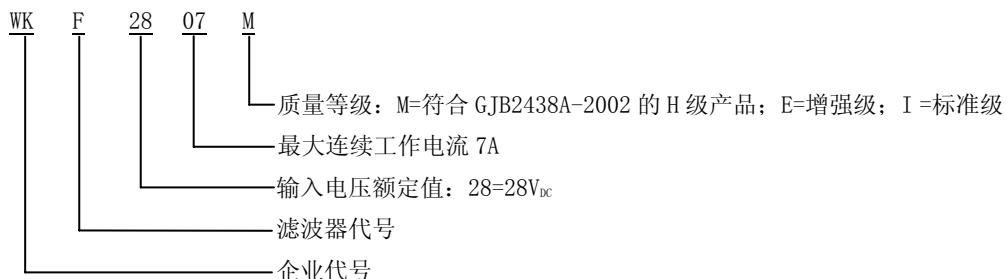 WK F 28 07 M
质量等级：M=符合 GJB2438A-2002 的 H 级产品；E=增强级；I =标准级
最大连续工作电流 7A
输入电压额定值：28=28VDC
滤波器代号
企业代号